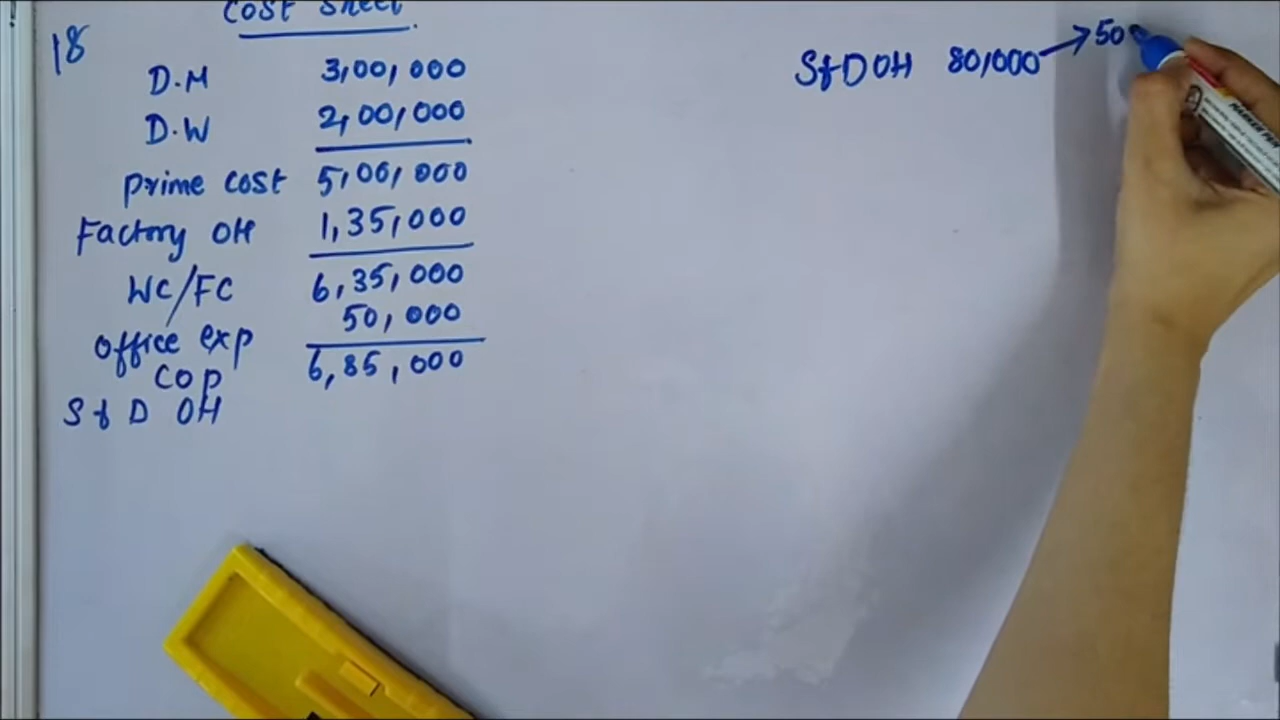 Cost Sheet
18
D.M 3,00,000
D.W 2,00,000
Prime cost 5,00,000
Factory OH 1,35,000
WC/FC 6,35,000
Office exp 50,000
COP 6,85,000
S & D OH
S & D OH 80,000 → 50